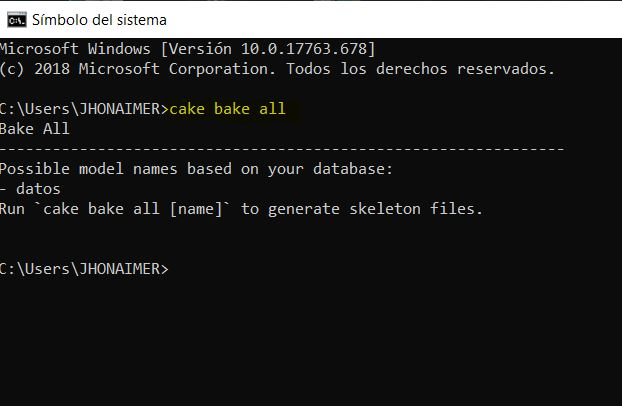 Símbolo del sistema
Microsoft Windows [Versión 10.0.17763.678]
(c) 2018 Microsoft Corporation. Todos los derechos reservados.
C:\Users\JHONAIMER>cake bake all
Bake All
---------------------------------------------------------------
Possible model names based on your database:
- datos
Run `cake bake all [name]` to generate skeleton files.
C:\Users\JHONAIMER>